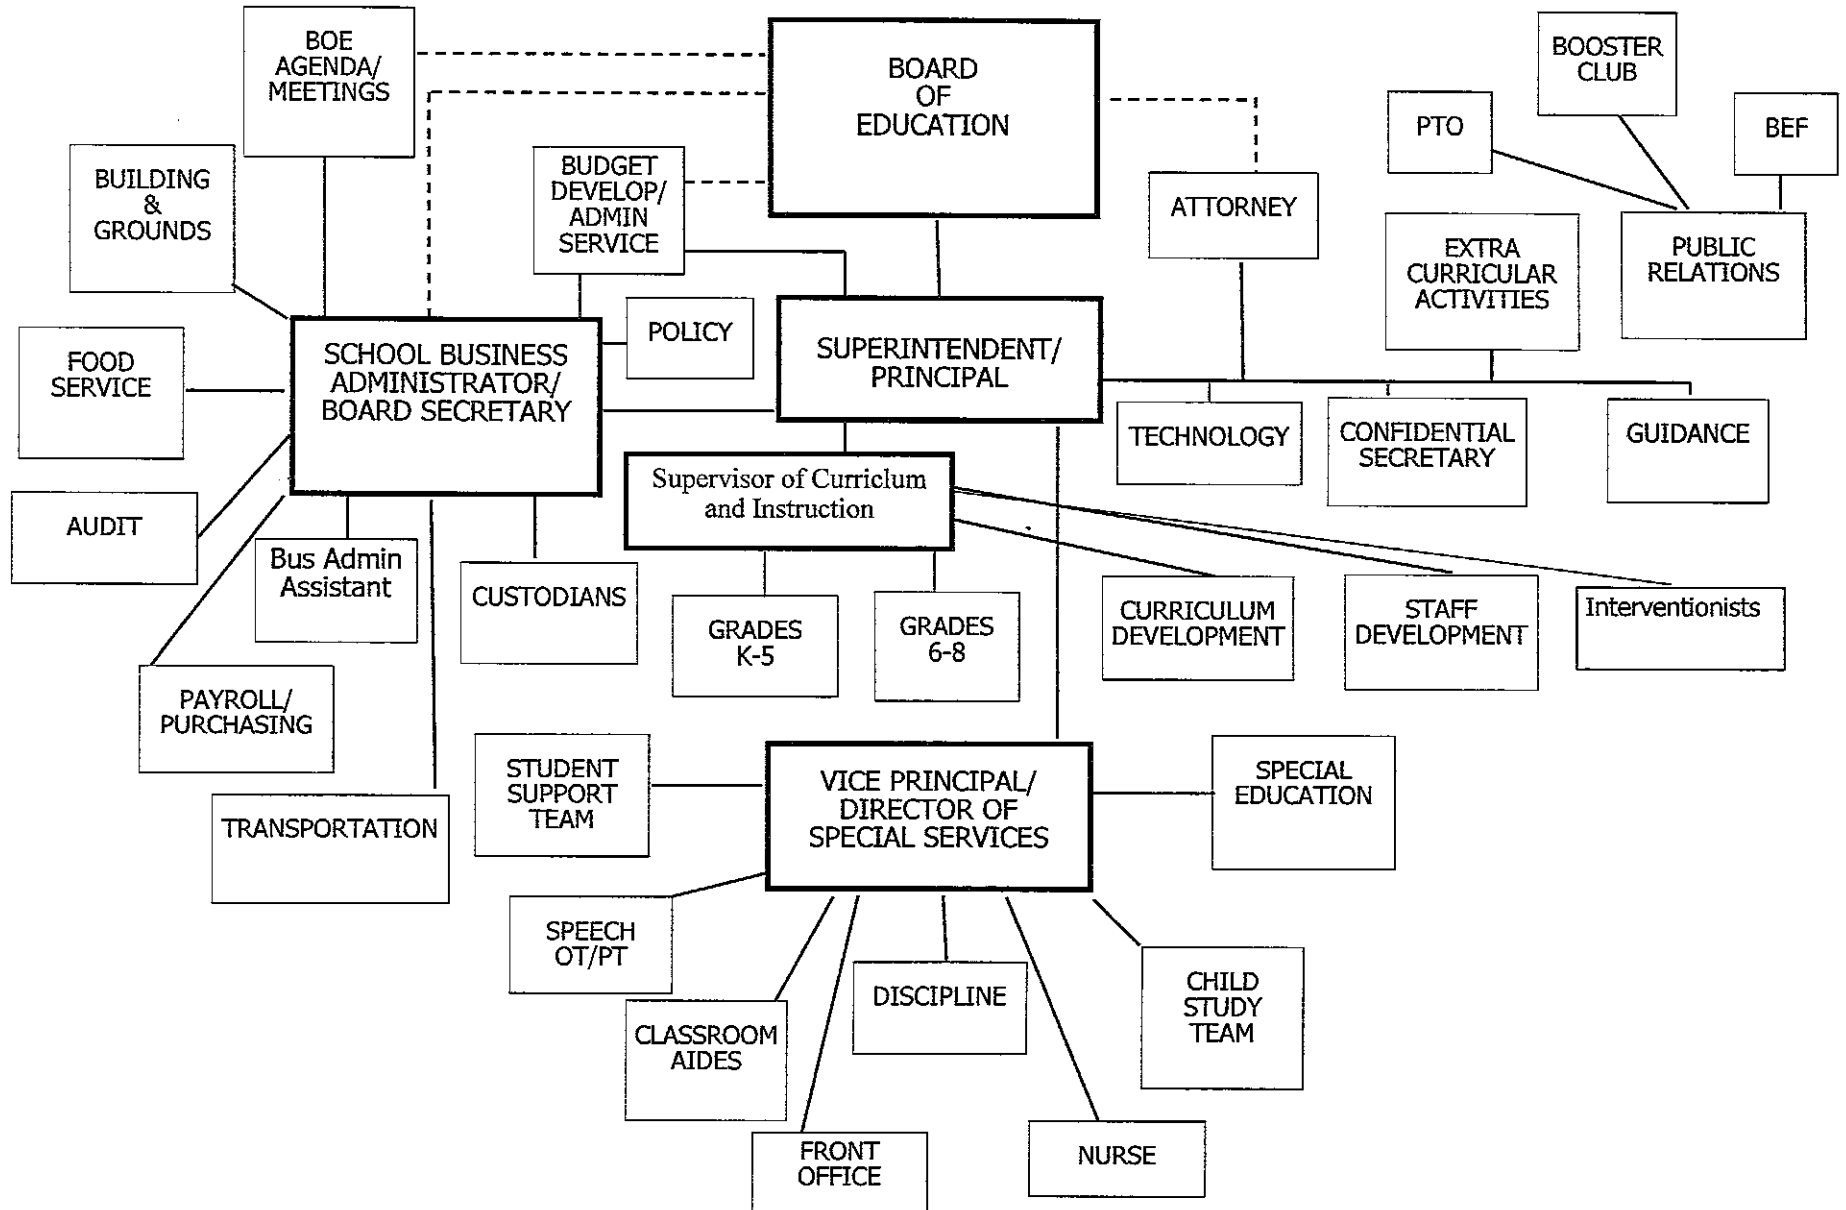 BOE
AGENDA/
MEETINGS
BOARD
OF
EDUCATION
BOOSTER
CLUB
PTO
BEF
BUILDING
&
GROUNDS
BUDGET
DEVELOP/
ADMIN
SERVICE
ATTORNEY
EXTRA
CURRICULAR
ACTIVITIES
PUBLIC
RELATIONS
FOOD
SERVICE
SCHOOL BUSINESS
ADMINISTRATOR/
BOARD SECRETARY
POLICY
SUPERINTENDENT/
PRINCIPAL
TECHNOLOGY
CONFIDENTIAL
SECRETARY
GUIDANCE
Supervisor of Curriclum
and Instruction
AUDIT
Bus Admin
Assistant
CUSTODIANS
GRADES
K-5
GRADES
6-8
CURRICULUM
DEVELOPMENT
STAFF
DEVELOPMENT
Interventionists
PAYROLL/
PURCHASING
TRANSPORTATION
STUDENT
SUPPORT
TEAM
VICE PRINCIPAL/
DIRECTOR OF
SPECIAL SERVICES
SPECIAL
EDUCATION
SPEECH
OT/PT
CLASSROOM
AIDES
DISCIPLINE
CHILD
STUDY
TEAM
FRONT
OFFICE
NURSE